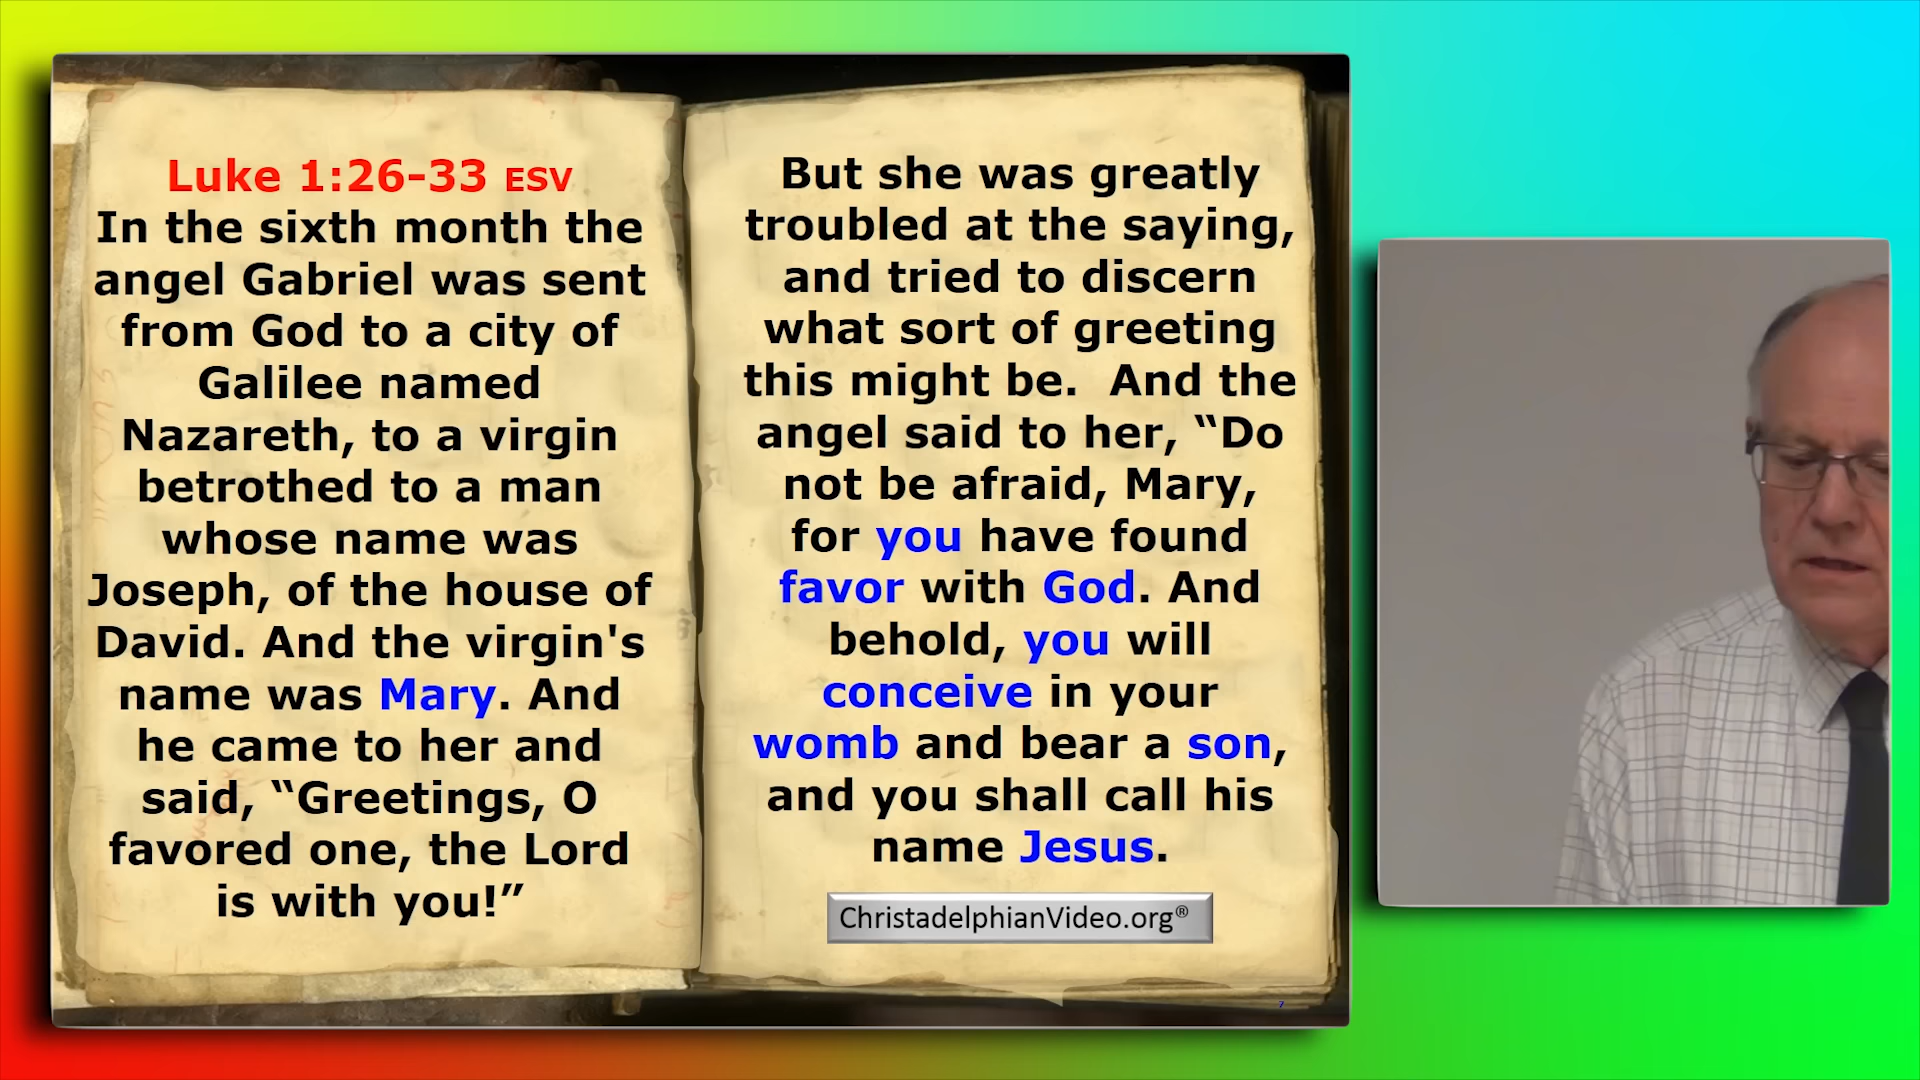 Luke 1:26-33 ESV
In the sixth month the
angel Gabriel was sent
from God to a city of
Galilee named
Nazareth, to a virgin
betrothed to a man
whose name was
Joseph, of the house of
David. And the virgin's
name was Mary. And
he came to her and
said, “Greetings, O
favored one, the Lord
is with you!”
But she was greatly
troubled at the saying,
and tried to discern
what sort of greeting
this might be.  And the
angel said to her, “Do
not be afraid, Mary,
for you have found
favor with God. And
behold, you will
conceive in your
womb and bear a son,
and you shall call his
name Jesus.
ChristadelphianVideo.org®
7